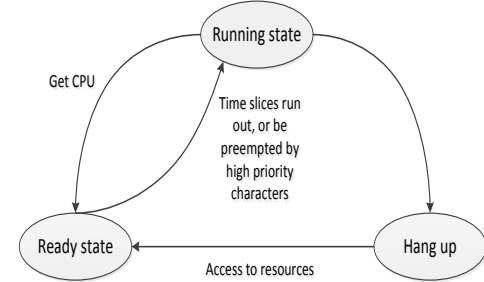 Running state
Get CPU
Time slices run
out, or be
preempted by
high priority
characters
Ready state
Hang up
Access to resources